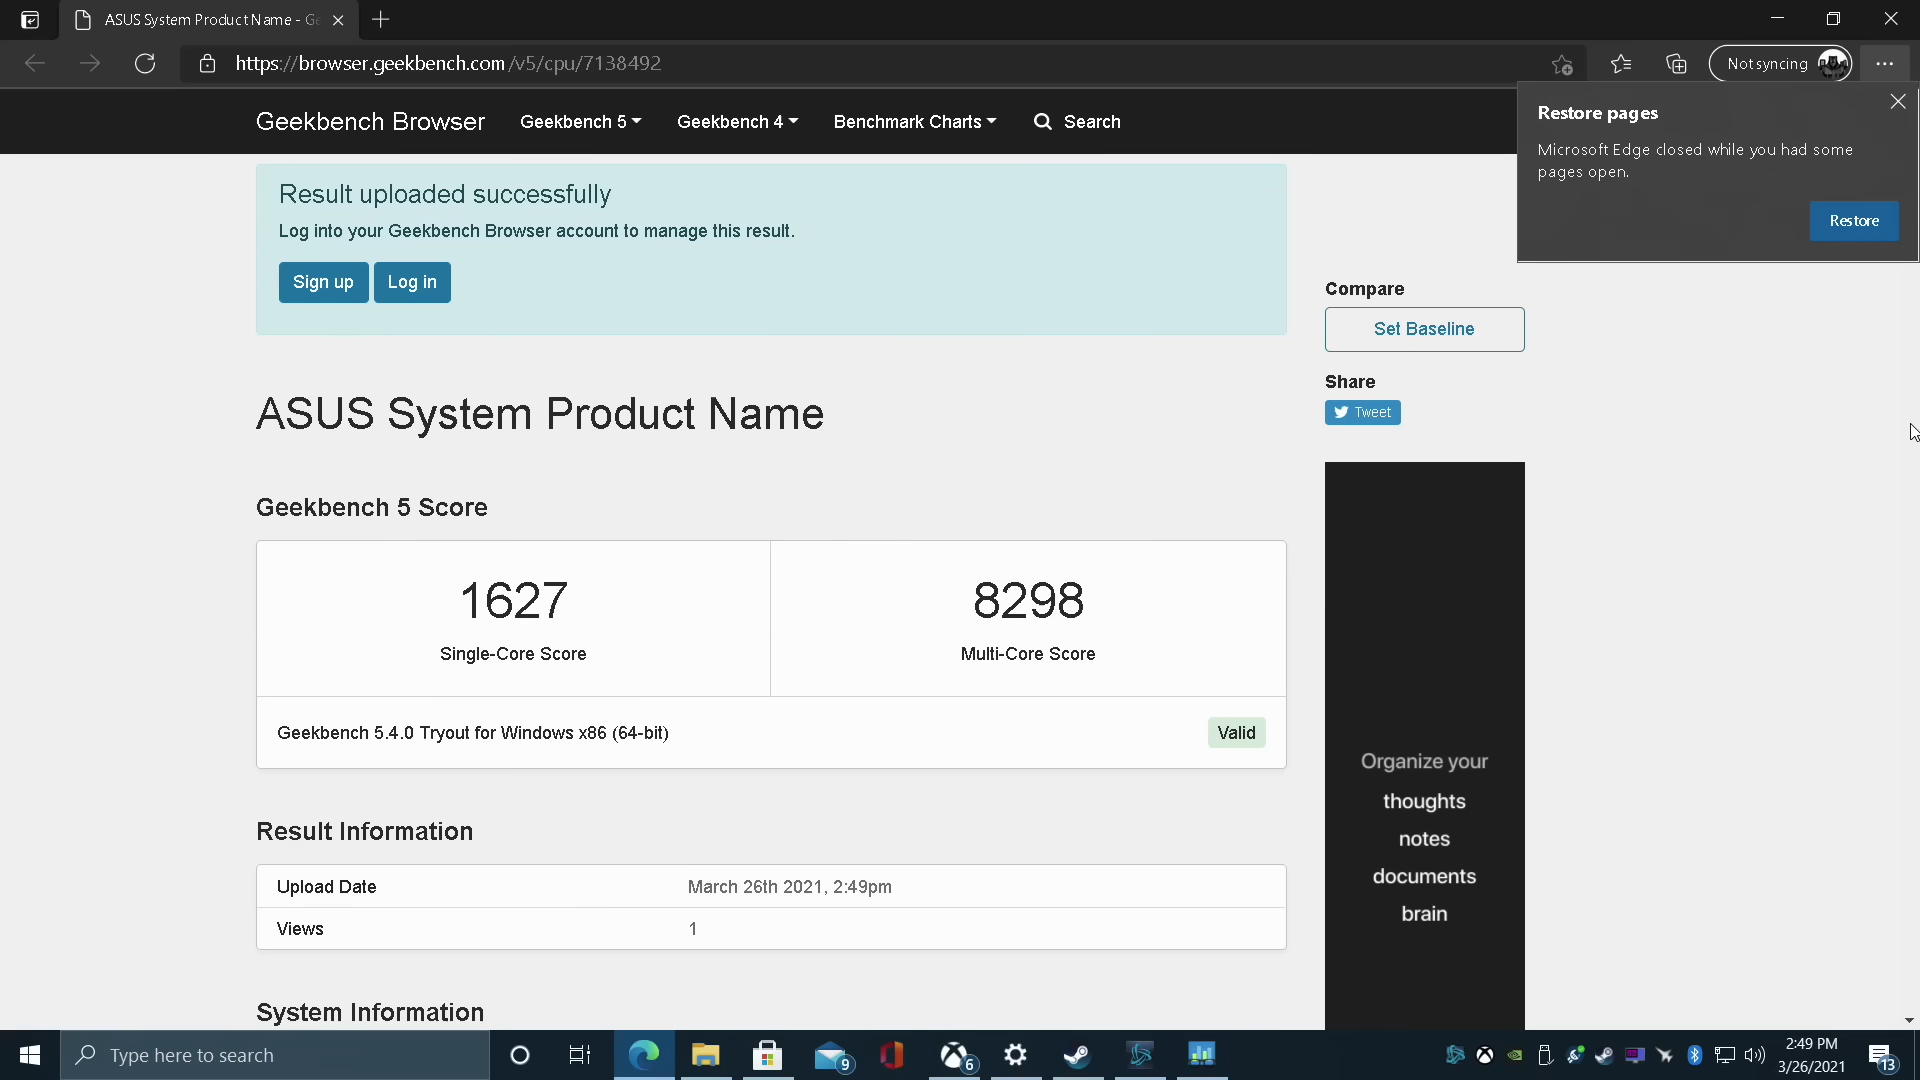 ASUS System Product Name - Ge
https://browser.geekbench.com/v5/cpu/7138492
Not syncing
Geekbench Browser
Geekbench 5
Geekbench 4
Benchmark Charts
Search
Restore pages
Microsoft Edge closed while you had some
pages open.
Restore
Result uploaded successfully
Log into your Geekbench Browser account to manage this result.
Sign up
Log in
Compare
Set Baseline
Share
Tweet
ASUS System Product Name
Geekbench 5 Score
1627
Single-Core Score
8298
Multi-Core Score
Geekbench 5.4.0 Tryout for Windows x86 (64-bit)
Valid
Result Information
Upload Date
March 26th 2021, 2:49pm
Views
1
System Information
Organize your
thoughts
notes
documents
brain
Type here to search
9
6
2:49 PM
3/26/2021
13